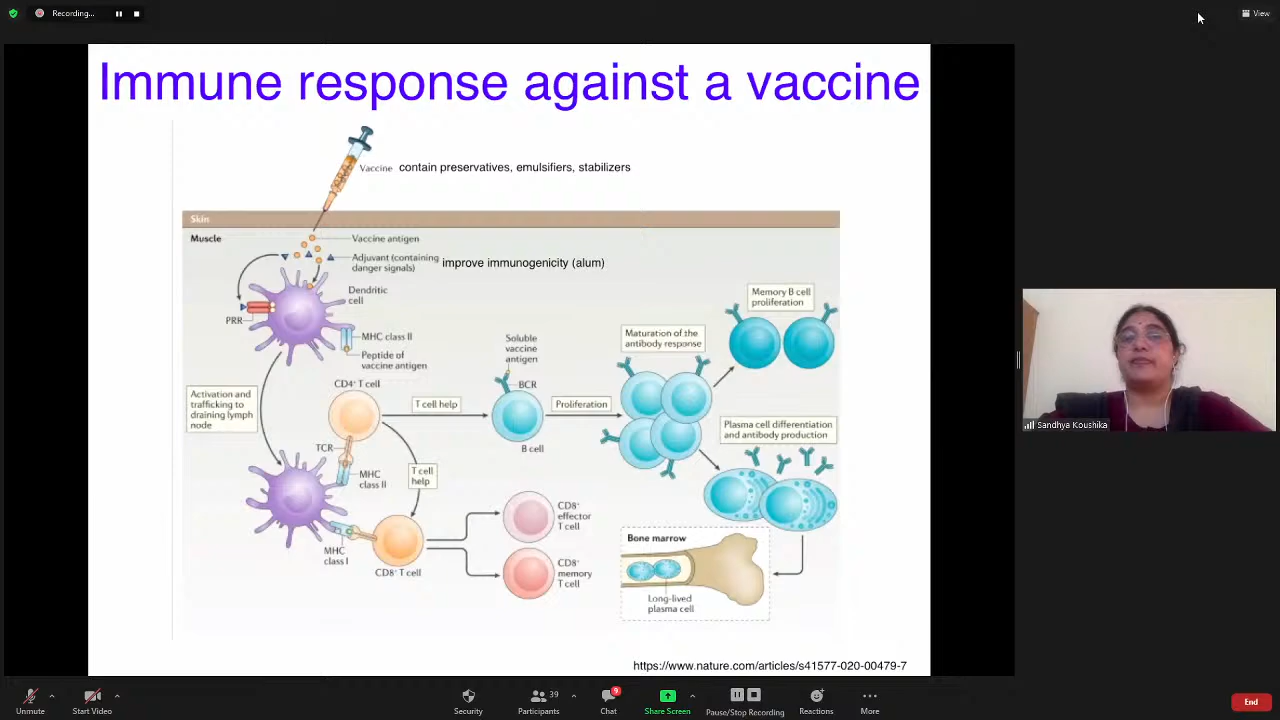 Recording...
View
Immune response against a vaccine
Vaccine contain preservatives, emulsifiers, stabilizers
Skin
Muscle
Vaccine antigen
Adjuvant (containing
danger signals)
improve immunogenicity (alum)
Dendritic
cell
PRR
MHC class II
Peptide of
vaccine antigen
Activation and
trafficking to
draining lymph
node
CD4⁺ T cell
T cell help
TCR
MHC
class II
T cell
help
MHC
class I
CD8⁺ T cell
CD8⁺
effector
T cell
CD8⁺
memory
T cell
Soluble
vaccine
antigen
BCR
B cell
Proliferation
Maturation of the
antibody response
Memory B cell
proliferation
Plasma cell differentiation
and antibody production
Bone marrow
Long-lived
plasma cell
https://www.nature.com/articles/s41577-020-00479-7
Sandhya Koushika
Unmute
Start Video
Security
39
Participants
9
Chat
Share Screen
Pause/Stop Recording
Reactions
More
End